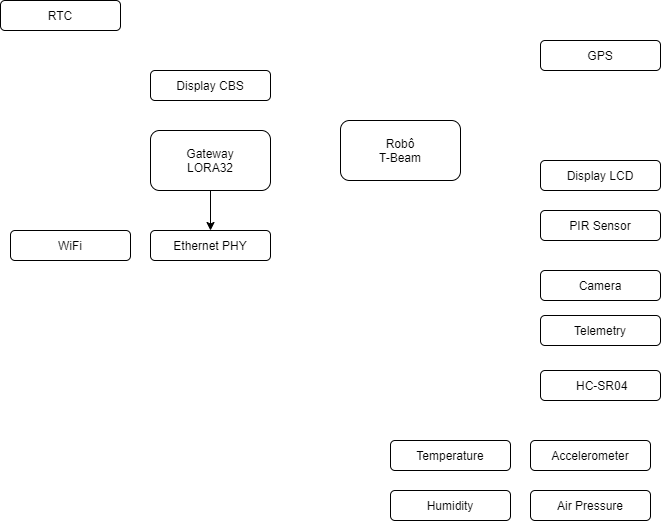 RTC
GPS
Display CBS
Gateway
LORA32
Robô
T-Beam
Display LCD
PIR Sensor
WiFi
Ethernet PHY
Camera
Telemetry
HC-SR04
Temperature
Accelerometer
Humidity
Air Pressure